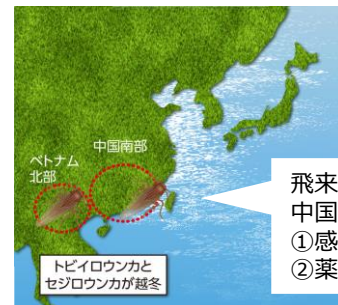 中国南部
ベトナム
北部
トビイロウンカと
セジロウンカが越冬
飛来
中国
①感
②薬